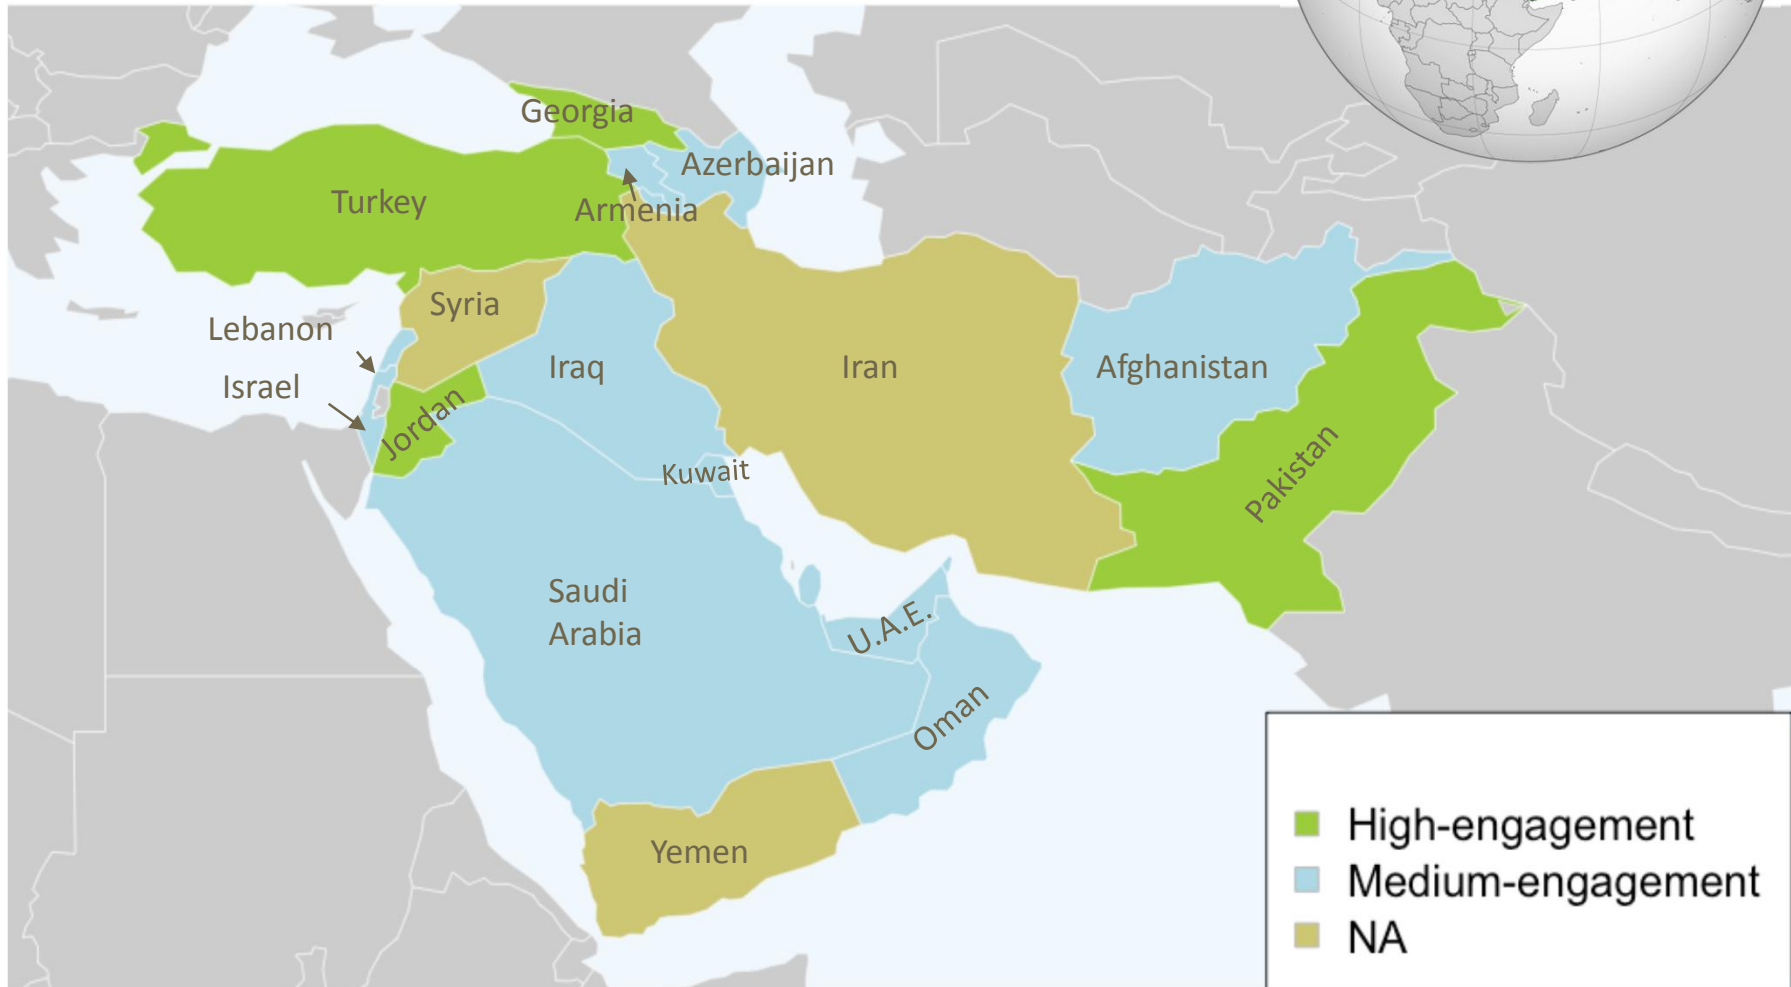 Georgia
Azerbaijan
Turkey
Armenia
Syria
Lebanon
Iraq
Iran
Afghanistan
Israel
Jordan
Kuwait
Pakistan
Saudi
Arabia
U.A.E.
Oman
Yemen
High-engagement
Medium-engagement
NA